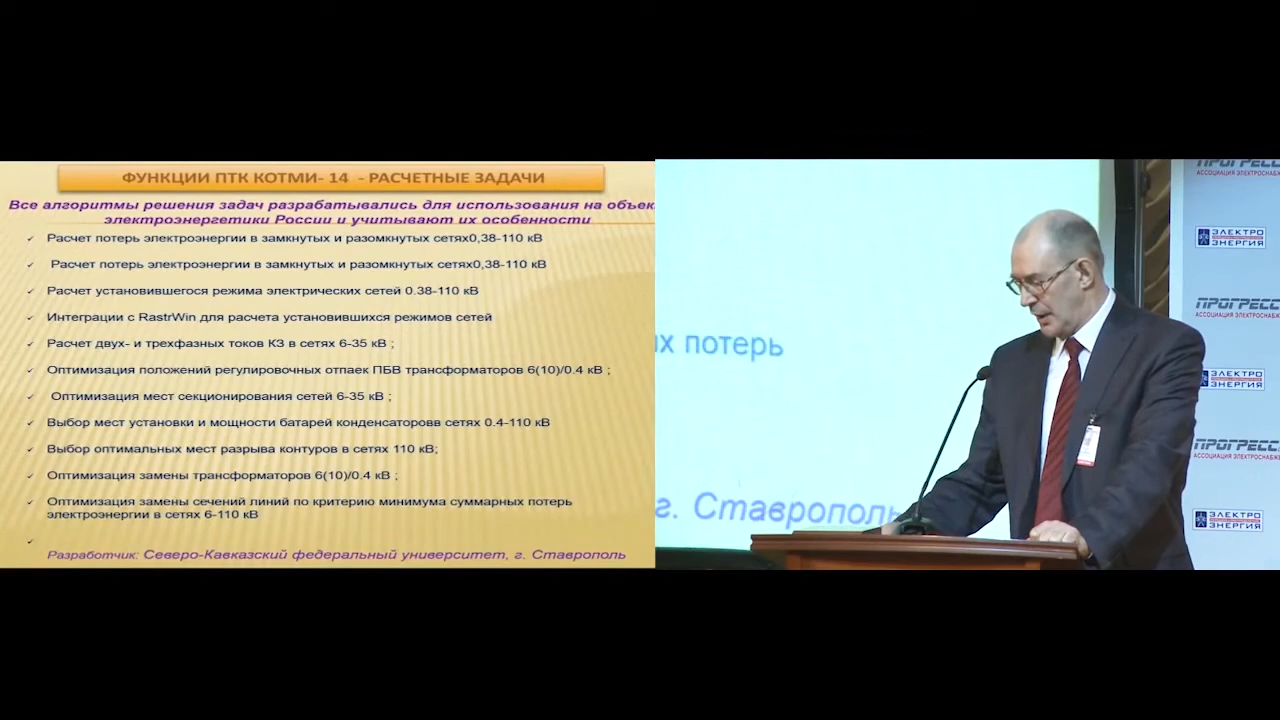 ФУНКЦИИ ПТК КОТМИ- 14 - РАСЧЕТНЫЕ ЗАДАЧИ
Все алгоритмы решения задач разрабатывались для использования на объек
электроэнергетики России и учитывают их особенности
Расчет потерь электроэнергии в замкнутых и разомкнутых сетях0,38-110 кВ
Расчет потерь электроэнергии в замкнутых и разомкнутых сетях0,38-110 кВ
Расчет установившегося режима электрических сетей 0.38-110 кВ
Интеграции с RastrWin для расчета установившихся режимов сетей
Расчет двух- и трехфазных токов КЗ в сетях 6-35 кВ ;
Оптимизация положений регулировочных отпаек ПБВ трансформаторов 6(10)/0.4 кВ ;
Оптимизация мест секционирования сетей 6-35 кВ ;
Выбор мест установки и мощности батарей конденсаторовв сетях 0.4-110 кВ
Выбор оптимальных мест разрыва контуров в сетях 110 кВ;
Оптимизация замены трансформаторов 6(10)/0.4 кВ ;
Оптимизация замены сечений линий по критерию минимума суммарных потерь
электроэнергии в сетях 6-110 кВ
Разработчик: Северо-Кавказский федеральный университет, г. Ставрополь
ых потерь
г. Ставрополь
ПРОГРЕСС
АССОЦИАЦИЯ ЭЛЕКТРОСНАБЖЕ
ЭЛЕКТРО
ЭНЕРГИЯ
ПРОГРЕСС
АССОЦИАЦИЯ ЭЛЕКТРОСНАБЖ
ЭЛЕКТРО
ЭНЕРГИЯ
ПРОГРЕСС
АССОЦИАЦИЯ ЭЛЕКТРОСНАБЖЕ
ЭЛЕКТРО
ЭНЕРГИЯ